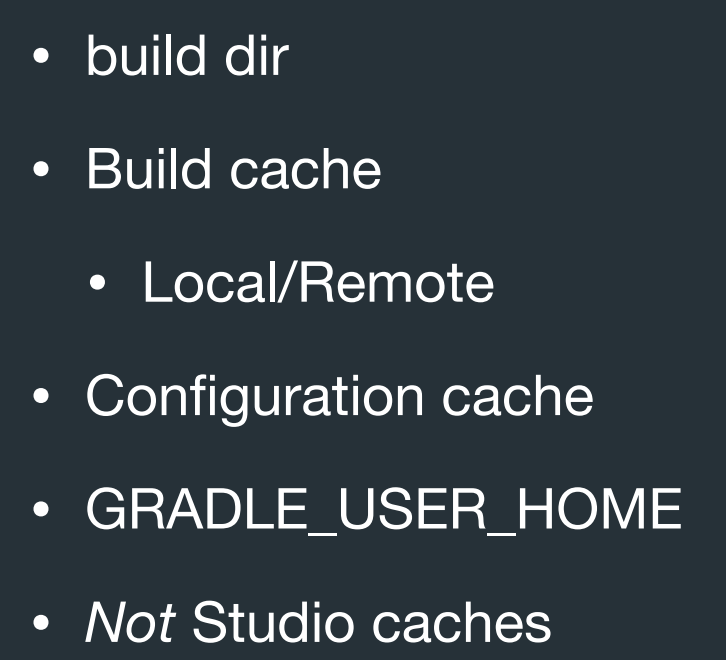 • build dir
• Build cache
• Local/Remote
• Configuration cache
• GRADLE_USER_HOME
• Not Studio caches